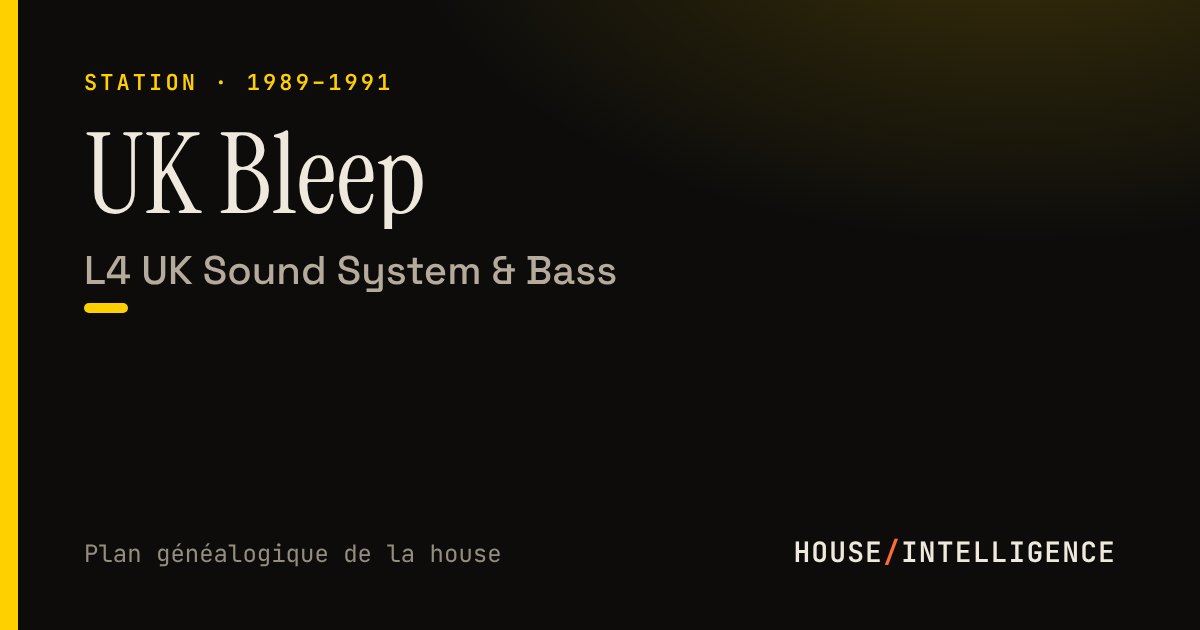 STATION · 1989–1991
UK Bleep
L4 UK Sound System & Bass
Plan généalogique de la house
HOUSE/INTELLIGENCE